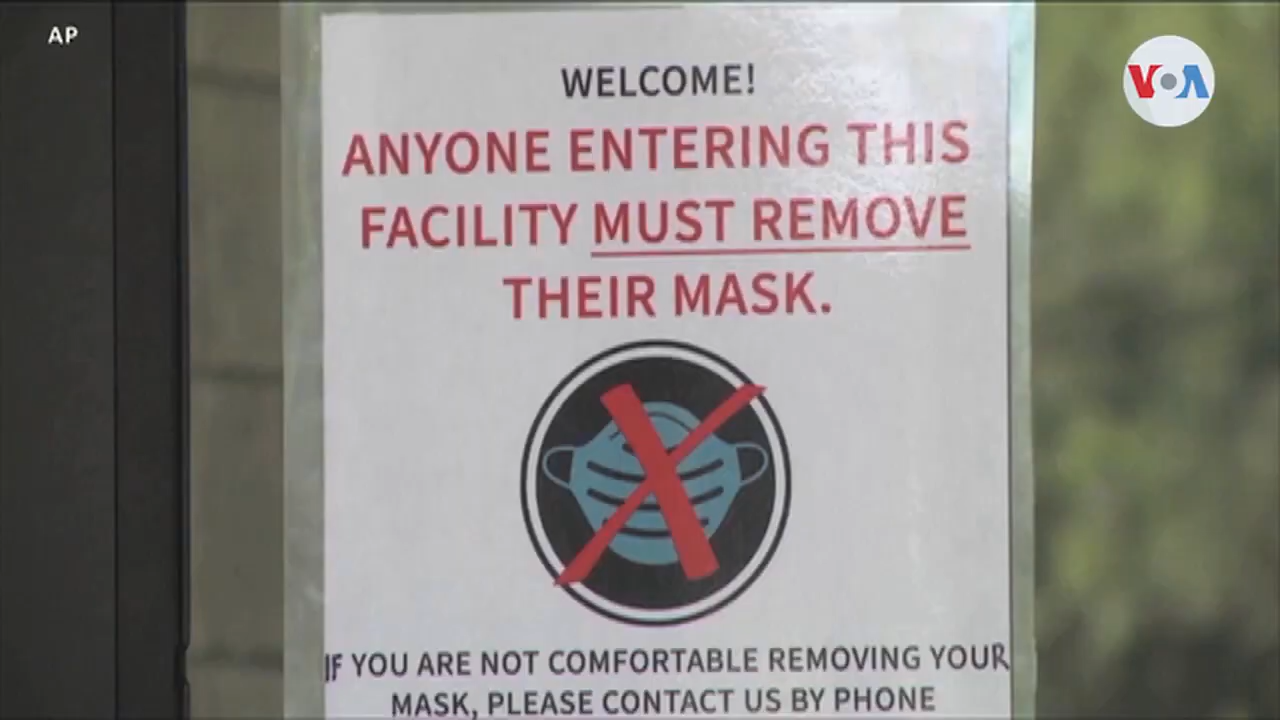 AP
VOA
WELCOME!
ANYONE ENTERING THIS
FACILITY MUST REMOVE
THEIR MASK.
IF YOU ARE NOT COMFORTABLE REMOVING YOUR
MASK, PLEASE CONTACT US BY PHONE